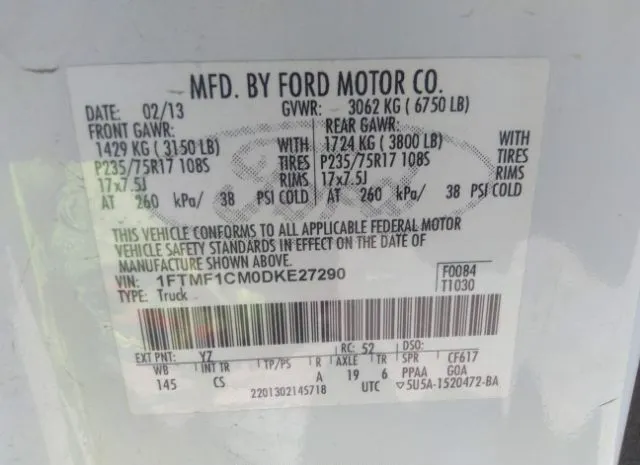 MFD. BY FORD MOTOR CO.
DATE: 02/13 GVWR: 3062 KG ( 6750 LB)
FRONT GAWR: REAR GAWR:
1429 KG ( 3150 LB) WITH 1724 KG ( 3800 LB) WITH
P235/75R17 108S TIRES P235/75R17 108S TIRES
17x7.5J RIMS 17x7.5J RIMS
AT 260 kPa/ 38 PSI COLD AT 260 kPa/ 38 PSI COLD
THIS VEHICLE CONFORMS TO ALL APPLICABLE FEDERAL MOTOR
VEHICLE SAFETY STANDARDS IN EFFECT ON THE DATE OF
MANUFACTURE SHOWN ABOVE.
VIN: 1FTMF1CM0DKE27290 F0084
TYPE: Truck T1030
EXT PNT: YZ RC: 52 DSO:
WB INT TR TP/PS R AXLE TR SPR CF617
145 CS A 19 6 PPAA GOA
2201302145718 UTC ▽5U5A-1520472-BA